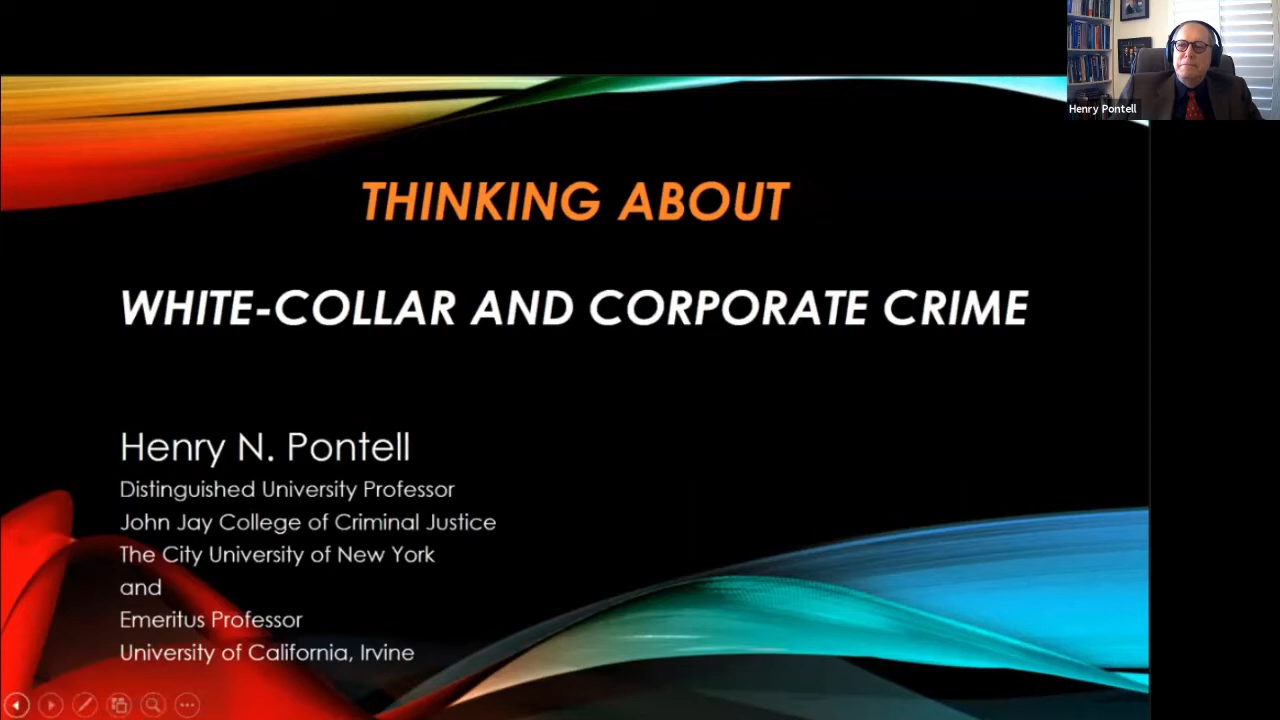 Henry Pontell
THINKING ABOUT
WHITE-COLLAR AND CORPORATE CRIME
Henry N. Pontell
Distinguished University Professor
John Jay College of Criminal Justice
The City University of New York
and
Emeritus Professor
University of California, Irvine